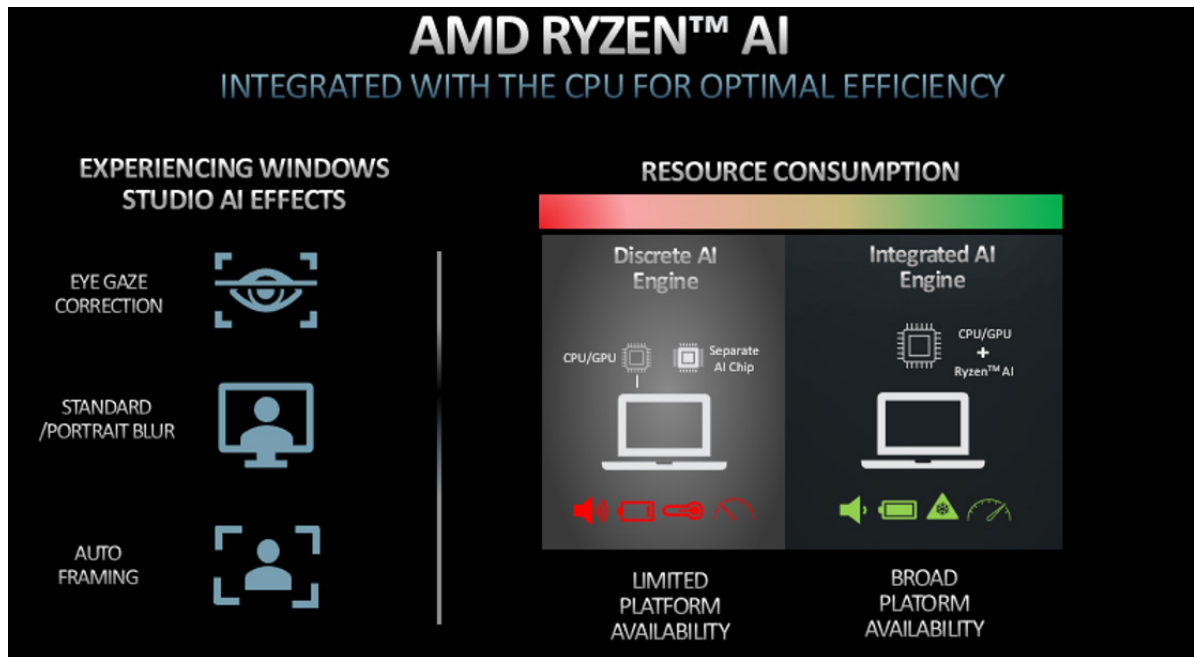 AMD RYZEN™ AI
INTEGRATED WITH THE CPU FOR OPTIMAL EFFICIENCY
EXPERIENCING WINDOWS
STUDIO AI EFFECTS
EYE GAZE
CORRECTION
STANDARD
/PORTRAIT BLUR
AUTO
FRAMING
RESOURCE CONSUMPTION
Discrete AI
Engine
CPU/GPU
Separate
AI Chip
LIMITED
PLATFORM
AVAILABILITY
Integrated AI
Engine
CPU/GPU
+
Ryzen™ AI
BROAD
PLATORM
AVAILABILITY